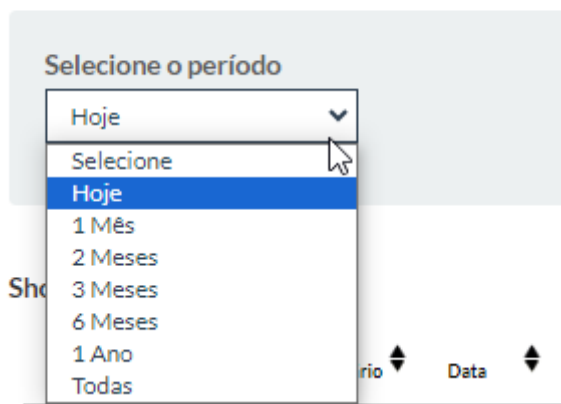 Selecione o período
Hoje
Selecione
Hoje
1 Mês
2 Meses
3 Meses
6 Meses
1 Ano
Todas
Data